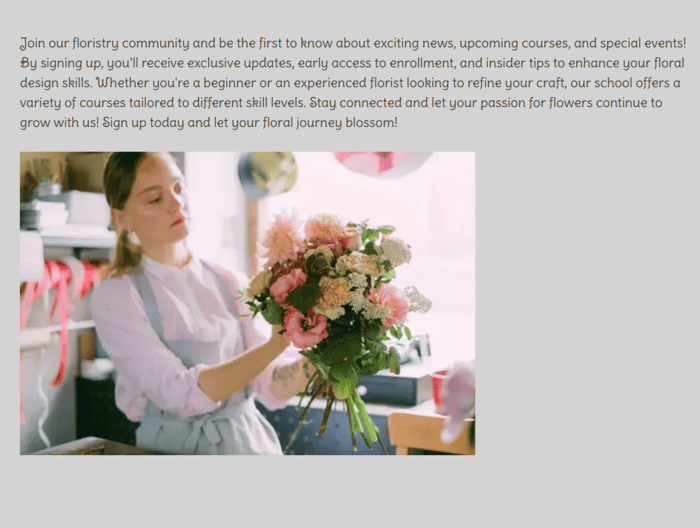 Join our floristry community and be the first to know about exciting news, upcoming courses, and special events!
By signing up, you'll receive exclusive updates, early access to enrollment, and insider tips to enhance your floral
design skills. Whether you're a beginner or an experienced florist looking to refine your craft, our school offers a
variety of courses tailored to different skill levels. Stay connected and let your passion for flowers continue to
grow with us! Sign up today and let your floral journey blossom!